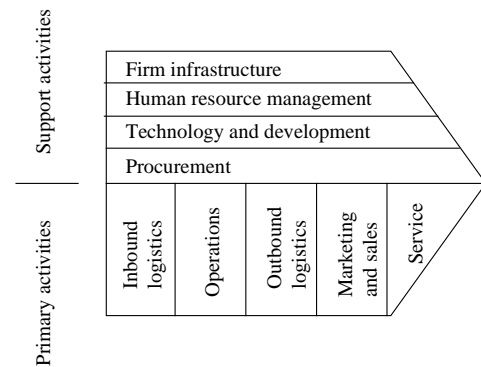 Support activities
Firm infrastructure
Human resource management
Technology and development
Procurement
Primary activities
Inbound
logistics
Operations
Outbound
logistics
Marketing
and sales
Service